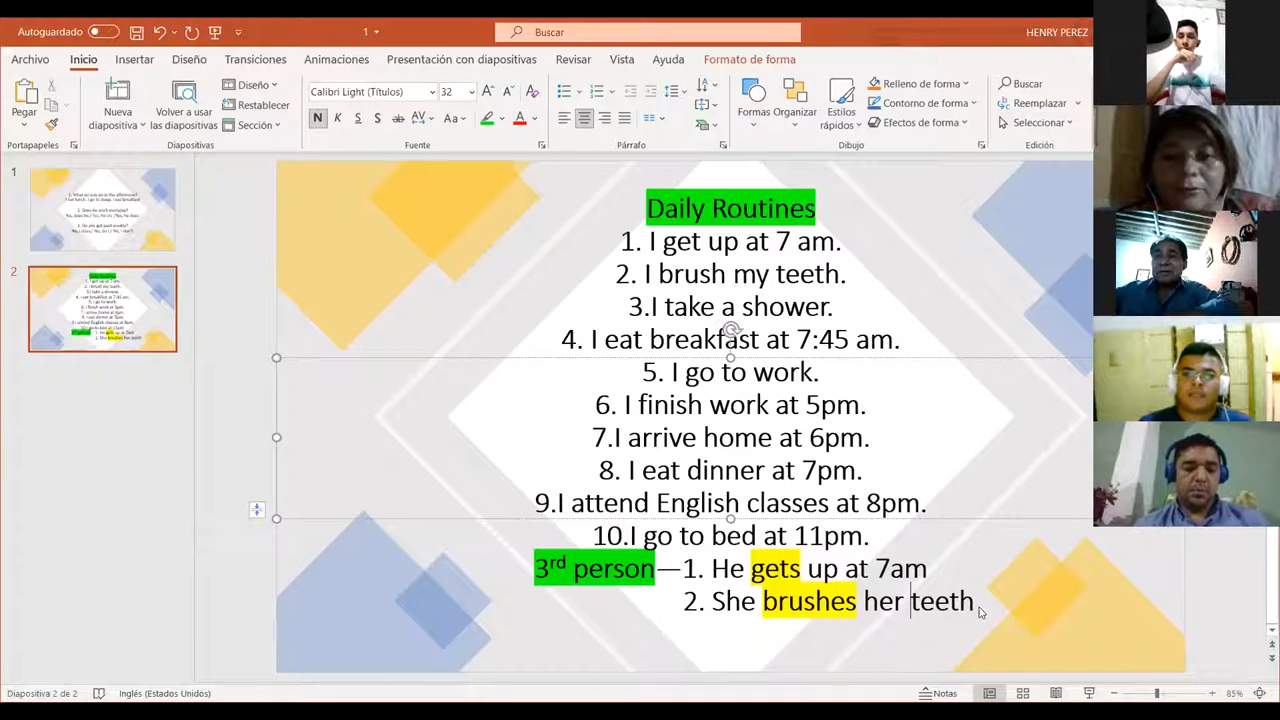 Autoguardado
1
Buscar
HENRY PEREZ
Archivo Inicio Insertar Diseño Transiciones Animaciones Presentación con diapositivas Revisar Vista Ayuda Formato de forma
Pegar
Nueva diapositiva
Volver a usar las diapositivas
Diseño
Restablecer
Sección
Calibri Light (Títulos) 32
N K S S ab AV Aa A
Formas Organizar Estilos rápidos
Relleno de forma
Contorno de forma
Efectos de forma
Buscar
Reemplazar
Seleccionar
Portapapeles Diapositivas Fuente Párrafo Dibujo Edición
1
2
Daily Routines
1. I get up at 7 am.
2. I brush my teeth.
3.I take a shower.
4. I eat breakfast at 7:45 am.
5. I go to work.
6. I finish work at 5pm.
7.I arrive home at 6pm.
8. I eat dinner at 7pm.
9.I attend English classes at 8pm.
10.I go to bed at 11pm.
3rd person—1. He gets up at 7am
2. She brushes her teeth
Diapositiva 2 de 2 Inglés (Estados Unidos) Notas 85%